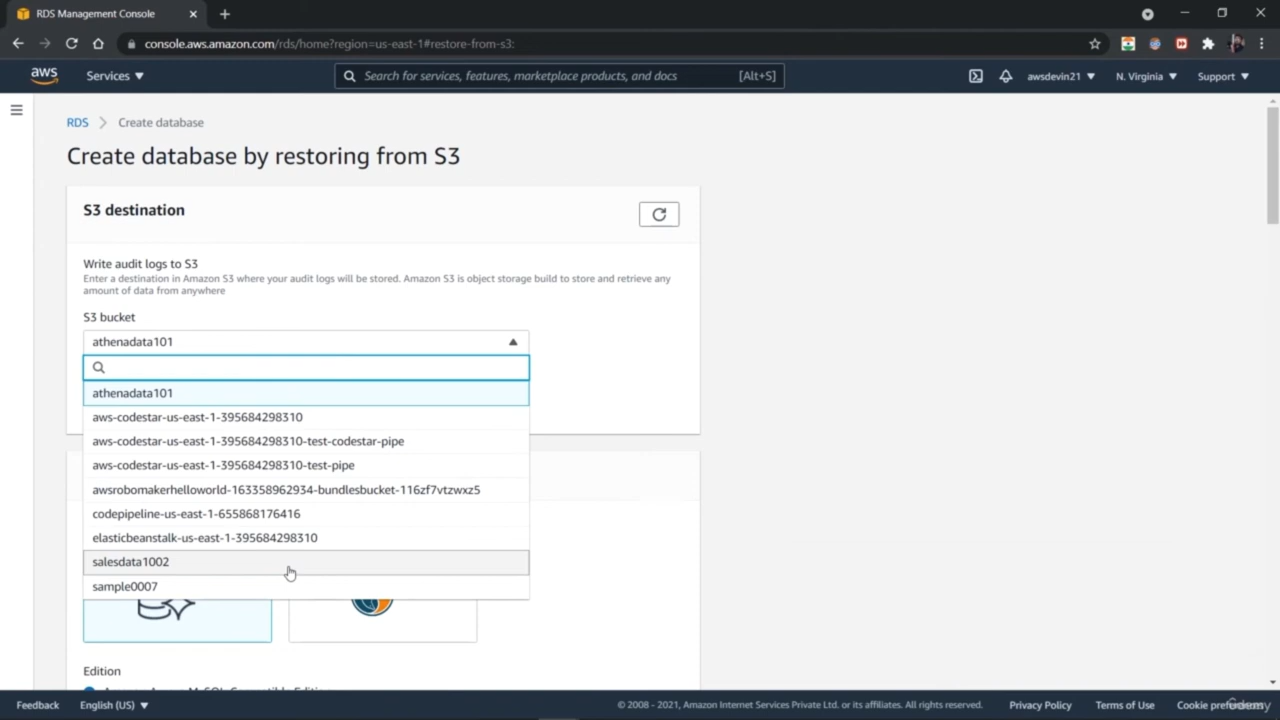 RDS Management Console
console.aws.amazon.com/rds/home?region=us-east-1#restore-from-s3:
aws
Services
Search for services, features, marketplace products, and docs
[Alt+S]
awsdevin21
N. Virginia
Support
RDS
Create database
Create database by restoring from S3
S3 destination
Write audit logs to S3
Enter a destination in Amazon S3 where your audit logs will be stored. Amazon S3 is object storage build to store and retrieve any
amount of data from anywhere
S3 bucket
athenadata101
athenadata101
aws-codestar-us-east-1-395684298310
aws-codestar-us-east-1-395684298310-test-codestar-pipe
aws-codestar-us-east-1-395684298310-test-pipe
awsrobomakerhelloworld-163358962934-bundlesbucket-116zf7vtzwxz5
codepipeline-us-east-1-655868176416
elasticbeanstalk-us-east-1-395684298310
salesdata1002
sample0007
Edition
Feedback
English (US)
© 2008 - 2021, Amazon Internet Services Private Ltd. or its affiliates. All rights reserved.
Privacy Policy
Terms of Use
Cookie preferences